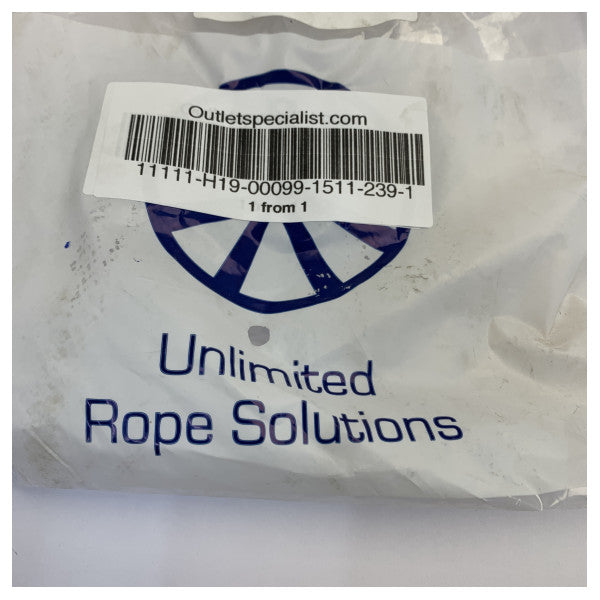 Outletspecialist.com
11111-H19-00099-1511-239-1
1 from 1
Unlimited
Rope Solutions